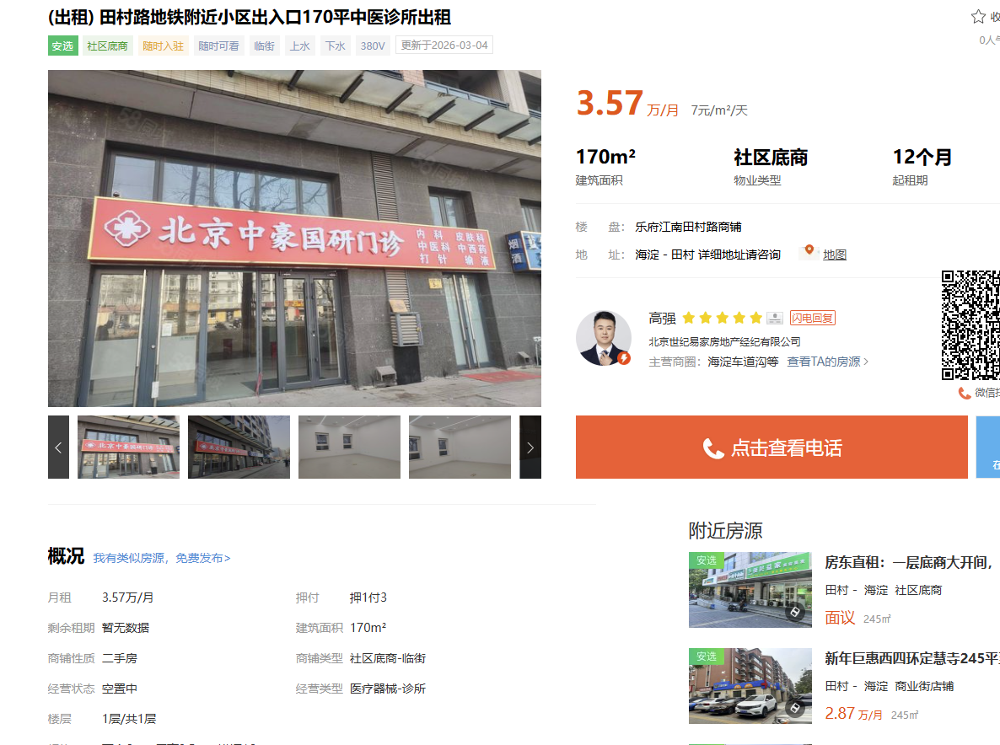 (出租) 田村路地铁附近小区出入口170平中医诊所出租
安选 社区底商 随时入驻 随时可看 临街 上水 下水 380V 更新于2026-03-04
收
0人气
北京中豪国研门诊
内科 皮肤科
中医科 中西药
打针 输液
烟酒
3.57万/月 7元/m²/天
170m² 社区底商 12个月
建筑面积 物业类型 起租期
楼盘: 乐府江南田村路商铺
地址: 海淀 - 田村 详细地址请咨询 地图
高强 闪电回复
北京世纪易家房地产经纪有限公司
主营商圈: 海淀车道沟等 查看TA的房源>
微信扫
点击查看电话
在
概况 我有类似房源，免费发布>
月租 3.57万/月 押付 押1付3
剩余租期 暂无数据 建筑面积 170m²
商铺性质 二手房 商铺类型 社区底商-临街
经营状态 空置中 经营类型 医疗器械-诊所
楼层 1层/共1层
附近房源
安选
房东直租：一层底商大开间，
田村 - 海淀 社区底商
面议 245㎡
安选
新年巨惠西四环定慧寺245平
田村 - 海淀 商业街店铺
2.87万/月 245㎡